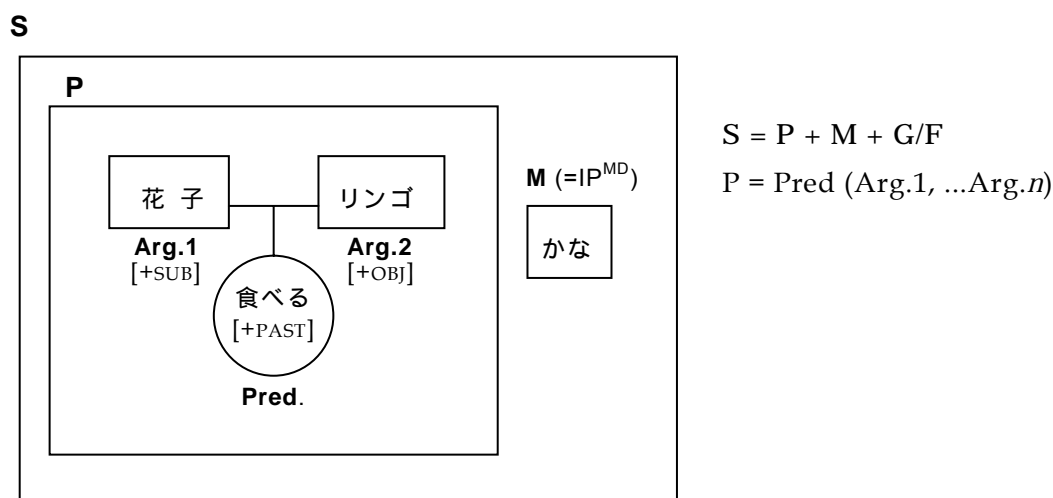 S
P
S = P + M + G/F
P = Pred (Arg.1, ...Arg.n)
M (=IP^MD)
花 子
リンゴ
かな
Arg.1
[+SUB]
Arg.2
[+OBJ]
食べる
[+PAST]
Pred.